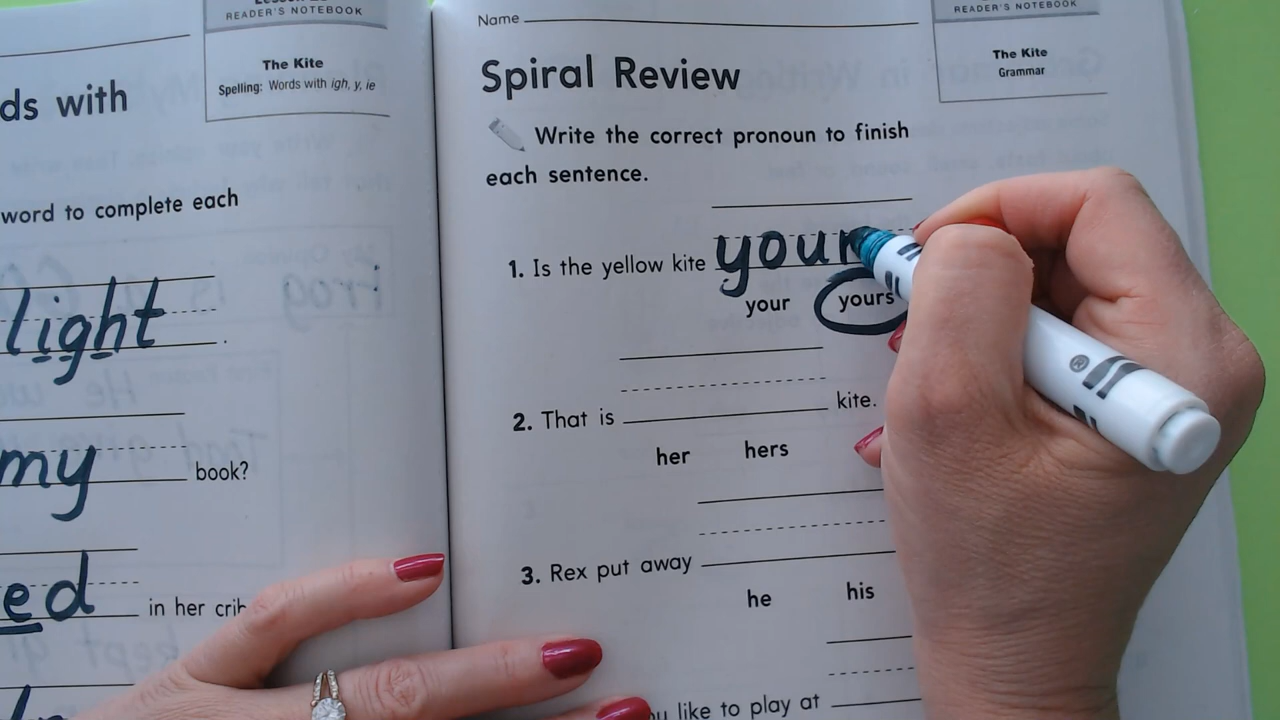 READER'S NOTEBOOK
The Kite
Spelling: Words with igh, y, ie
ds with
word to complete each
light.
my book?
ed in her crib
Name
READER'S NOTEBOOK
The Kite
Grammar
Spiral Review
Write the correct pronoun to finish
each sentence.
1. Is the yellow kite your
your yours
2. That is kite.
her hers
3. Rex put away
he his
like to play at